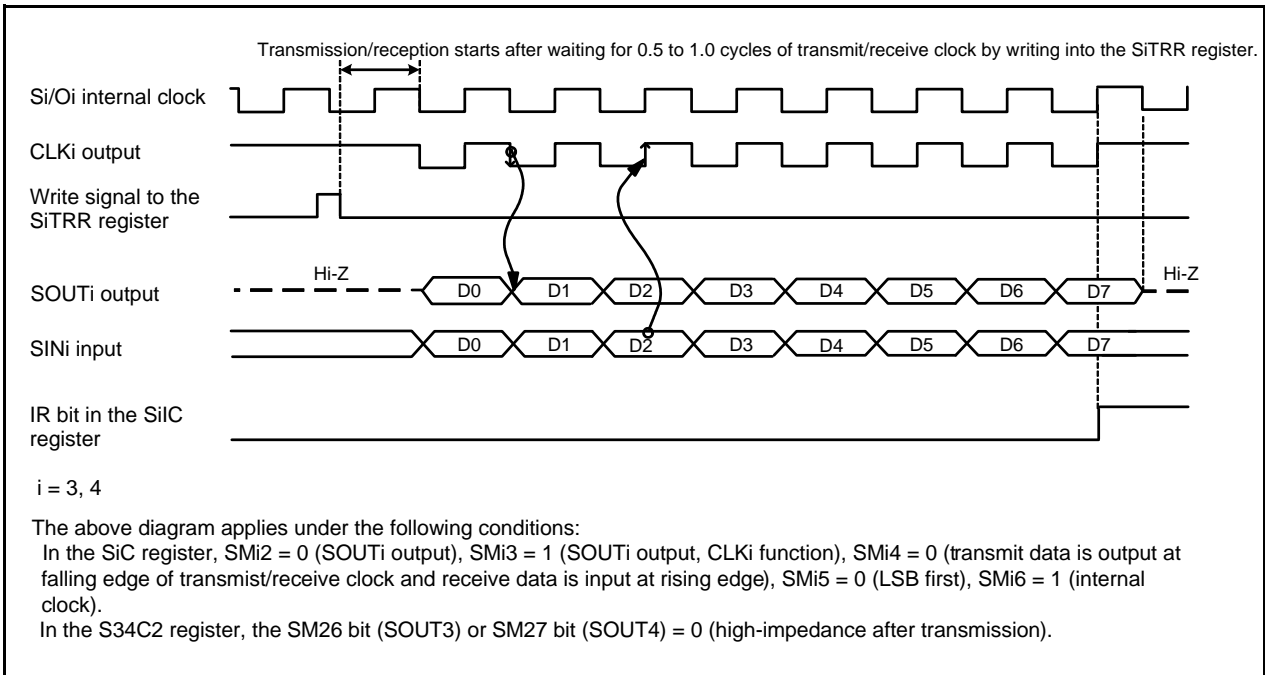 Transmission/reception starts after waiting for 0.5 to 1.0 cycles of transmit/receive clock by writing into the SiTRR register.
Si/Oi internal clock
CLKi output
Write signal to the
SiTRR register
Hi-Z
Hi-Z
SOUTi output
D0 D1 D2 D3 D4 D5 D6 D7
SINi input
D0 D1 D2 D3 D4 D5 D6 D7
IR bit in the SiIC
register
i = 3, 4
The above diagram applies under the following conditions:
In the SiC register, SMi2 = 0 (SOUTi output), SMi3 = 1 (SOUTi output, CLKi function), SMi4 = 0 (transmit data is output at
falling edge of transmist/receive clock and receive data is input at rising edge), SMi5 = 0 (LSB first), SMi6 = 1 (internal
clock).
In the S34C2 register, the SM26 bit (SOUT3) or SM27 bit (SOUT4) = 0 (high-impedance after transmission).